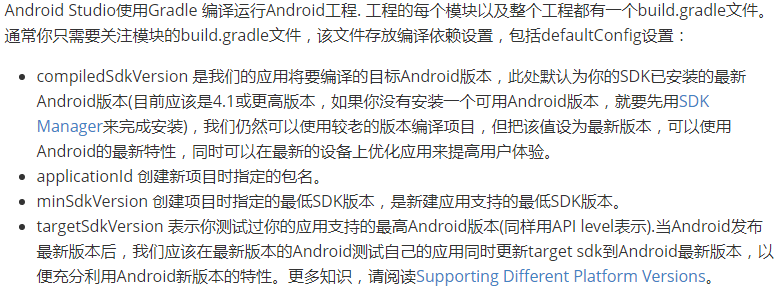 Android Studio使用Gradle 编译运行Android工程. 工程的每个模块以及整个工程都有一个build.gradle文件。
通常你只需要关注模块的build.gradle文件，该文件存放编译依赖设置，包括defaultConfig设置：
compiledSdkVersion 是我们的应用将要编译的目标Android版本，此处默认为你的SDK已安装的最新
Android版本(目前应该是4.1或更高版本，如果你没有安装一个可用Android版本，就要先用SDK
Manager来完成安装)，我们仍然可以使用较老的版本编译项目，但把该值设为最新版本，可以使用
Android的最新特性，同时可以在最新的设备上优化应用来提高用户体验。
applicationId 创建新项目时指定的包名。
minSdkVersion 创建项目时指定的最低SDK版本，是新建应用支持的最低SDK版本。
targetSdkVersion 表示你测试过你的应用支持的最高Android版本(同样用API level表示).当Android发布
最新版本后，我们应该在最新版本的Android测试自己的应用同时更新target sdk到Android最新版本，以
便充分利用Android新版本的特性。更多知识，请阅读Supporting Different Platform Versions。